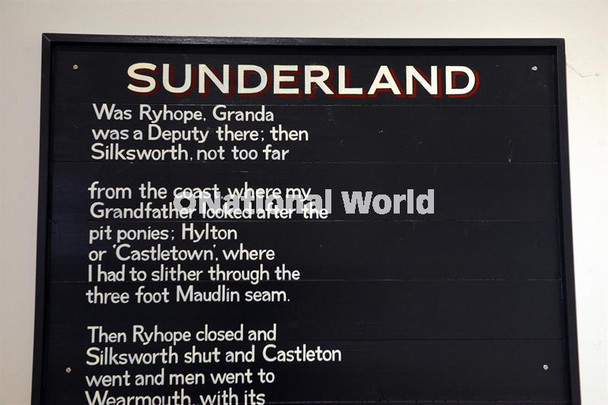 SUNDERLAND
Was Ryhope, Granda
was a Deputy there; then
Silksworth, not too far
from the coast, where my
©National World
Grandfather looked after the
pit ponies; Hylton
or 'Castletown', where
I had to slither through the
three foot Maudlin seam.
Then Ryhope closed and
Silksworth shut and Castleton
went and men went to
Wearmouth, with its